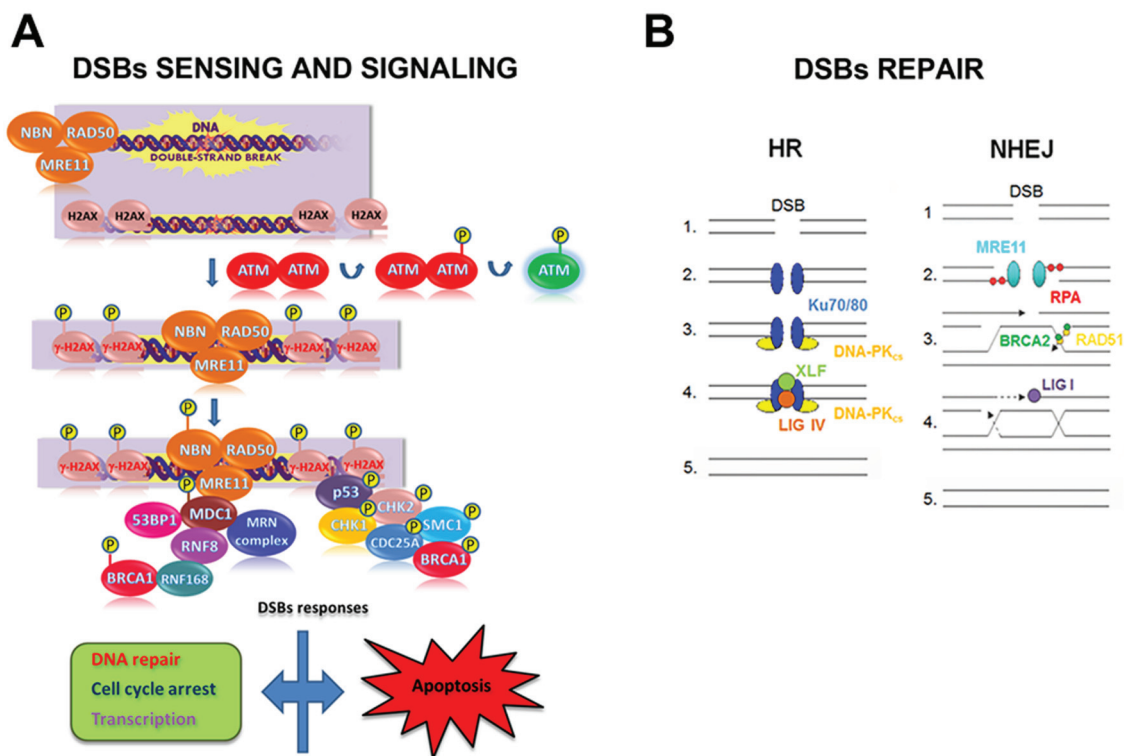 A
DSBs SENSING AND SIGNALING
NBN RAD50
MRE11
DNA
DOUBLE-STRAND BREAK
H2AX H2AX H2AX H2AX
P P
ATM ATM ATM ATM ATM
P P P P
γ-H2AX γ-H2AX NBN RAD50 γ-H2AX γ-H2AX
MRE11
P
P P P P
γ-H2AX γ-H2AX NBN RAD50 γ-H2AX γ-H2AX
MRE11
P P
p53
P
CHK2
53BP1 MDC1 MRN
complex
P P
CHK1 SMC1
RNF8
P P
CDC25A
P
BRCA1
BRCA1 RNF168
DSBs responses
DNA repair
Cell cycle arrest
Transcription
Apoptosis
B
DSBs REPAIR
HR
DSB
1.
2.
Ku70/80
3.
DNA-PKCS
XLF
4.
DNA-PKCS
LIG IV
5.
NHEJ
DSB
1
MRE11
2.
RPA
3.
BRCA2 RAD51
LIG I
4.
5.